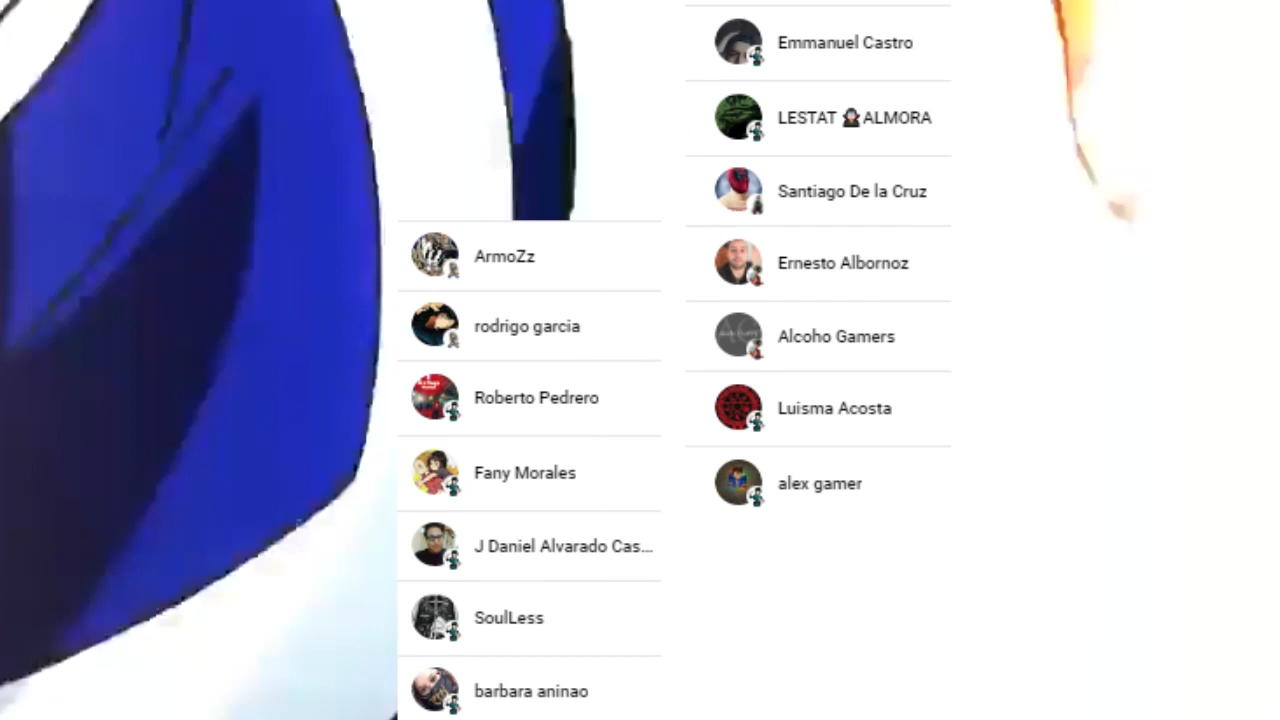 ArmoZz
rodrigo garcia
Roberto Pedrero
Fany Morales
J Daniel Alvarado Cas...
SoulLess
barbara aninao
Emmanuel Castro
LESTAT 🧛🏻‍♂️ALMORA
Santiago De la Cruz
Ernesto Albornoz
Alcoho Gamers
Luisma Acosta
alex gamer